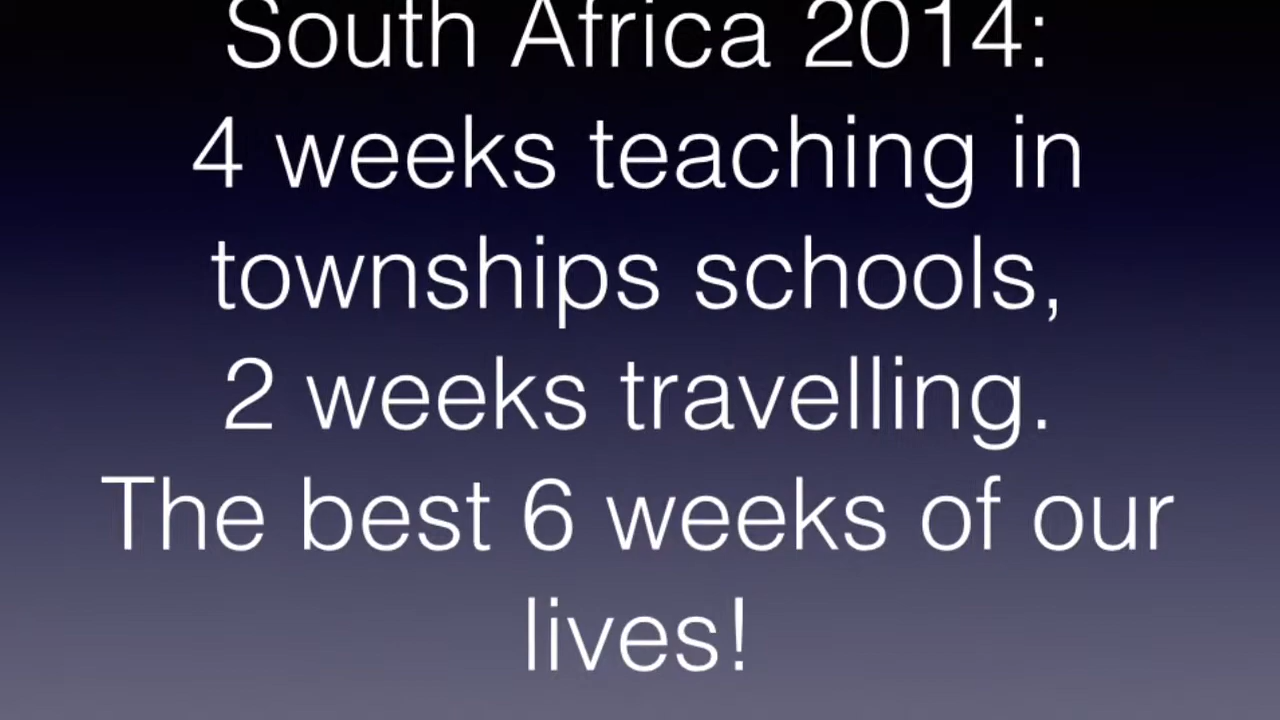 South Africa 2014:
4 weeks teaching in
townships schools,
2 weeks travelling.
The best 6 weeks of our
lives!